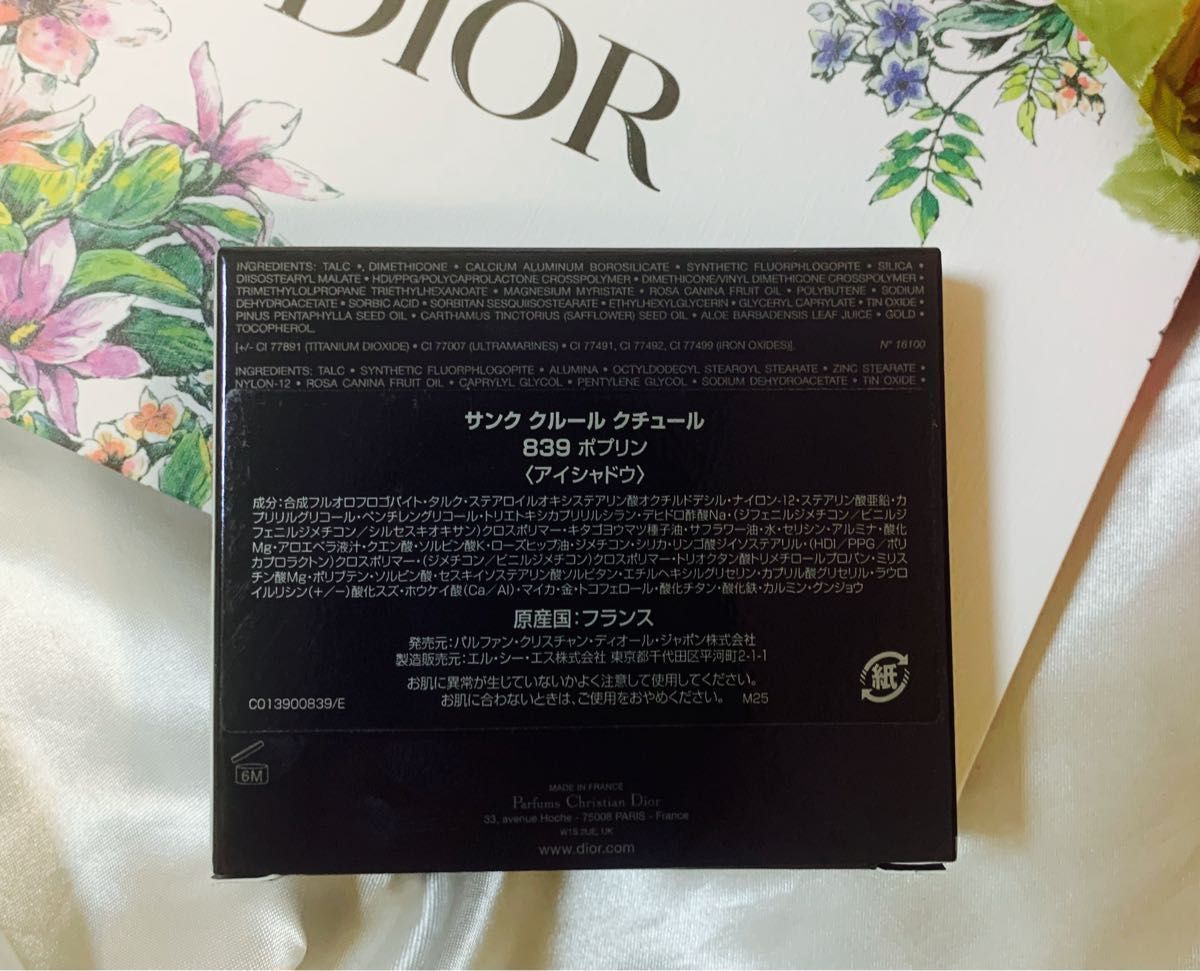 DIOR
INGREDIENTS: TALC •, DIMETHICONE • CALCIUM ALUMINUM BOROSILICATE • SYNTHETIC FLUORPHLOGOPITE • SILICA •
DIISOSTEARYL MALATE • HDI/PPG/POLYCAPROLACTONE CROSSPOLYMER • DIMETHICONE/VINYL DIMETHICONE CROSSPOLYMER •
TRIMETHYLOLPROPANE TRIETHYLHEXANOATE • MAGNESIUM MYRISTATE • ROSA CANINA FRUIT OIL • POLYBUTENE • SODIUM
DEHYDROACETATE • SORBIC ACID • SORBITAN SESQUIISOSTEARATE • ETHYLHEXYLGLYCERIN • GLYCERYL CAPRYLATE • TIN OXIDE •
PINUS PENTAPHYLLA SEED OIL • CARTHAMUS TINCTORIUS (SAFFLOWER) SEED OIL • ALOE BARBADENSIS LEAF JUICE • GOLD •
TOCOPHEROL.
[+/- CI 77891 (TITANIUM DIOXIDE) • CI 77007 (ULTRAMARINES) • CI 77491, CI 77492, CI 77499 (IRON OXIDES)]. N° 16100
INGREDIENTS: TALC • SYNTHETIC FLUORPHLOGOPITE • ALUMINA • OCTYLDODECYL STEAROYL STEARATE • ZINC STEARATE
NYLON-12 • ROSA CANINA FRUIT OIL • CAPRYLYL GLYCOL • PENTYLENE GLYCOL • SODIUM DEHYDROACETATE • TIN OXIDE •
サンク クルール クチュール
839 ポプリン
〈アイシャドウ〉
成分:合成フルオロフロゴパイト・タルク・ステアロイルオキシステアリン酸オクチルドデシル・ナイロン-12・ステアリン酸亜鉛・カ
プリリルグリコール・ペンチレングリコール・トリエトキシカプリリルシラン・デヒドロ酢酸Na・(ジフェニルジメチコン/ビニルジ
フェニルジメチコン/シルセスキオキサン)クロスポリマー・キタゴヨウマツ種子油・サフラワー油・水・セリシン・アルミナ・酸化
Mg・アロエベラ液汁・クエン酸・ソルビン酸K・ローズヒップ油・ジメチコン・シリカ・リンゴ酸ジイソステアリル・(HDI/PPG/ポリ
カプロラクトン)クロスポリマー・(ジメチコン/ビニルジメチコン)クロスポリマー・トリオクタン酸トリメチロールプロパン・ミリス
チン酸Mg・ポリブテン・ソルビン酸・セスキイソステアリン酸ソルビタン・エチルヘキシルグリセリン・カプリル酸グリセリル・ラウロ
イルリシン(+/ー)酸化スズ・ホウケイ酸(Ca/Al)・マイカ・金・トコフェロール・酸化チタン・酸化鉄・カルミン・グンジョウ
原産国:フランス
発売元:パルファン・クリスチャン・ディオール・ジャポン株式会社
製造販売元:エル・シー・エス株式会社 東京都千代田区平河町2-1-1
お肌に異常が生じていないかよく注意して使用してください。
お肌に合わないときは、ご使用をおやめください。 M25
C013900839/E
紙
6M
MADE IN FRANCE
Parfums Christian Dior
33, avenue Hoche - 75008 PARIS - France
W1S 2UE, UK
www.dior.com